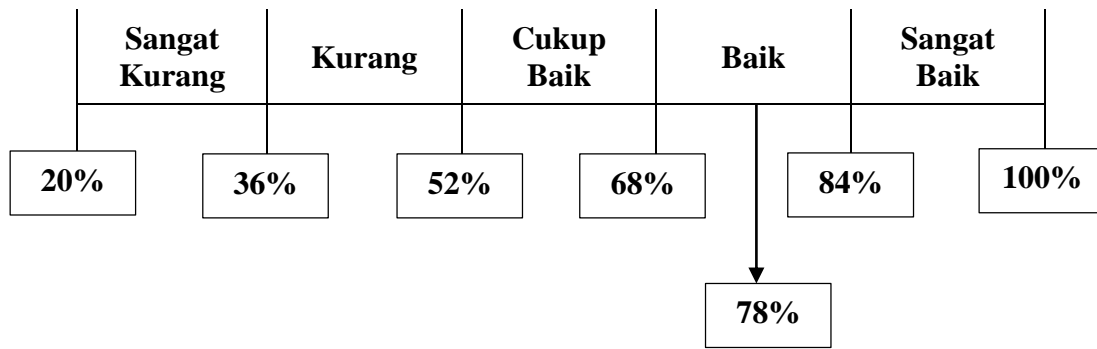 Sangat
Kurang
Kurang
Cukup
Baik
Baik
Sangat
Baik
20%
36%
52%
68%
84%
100%
78%